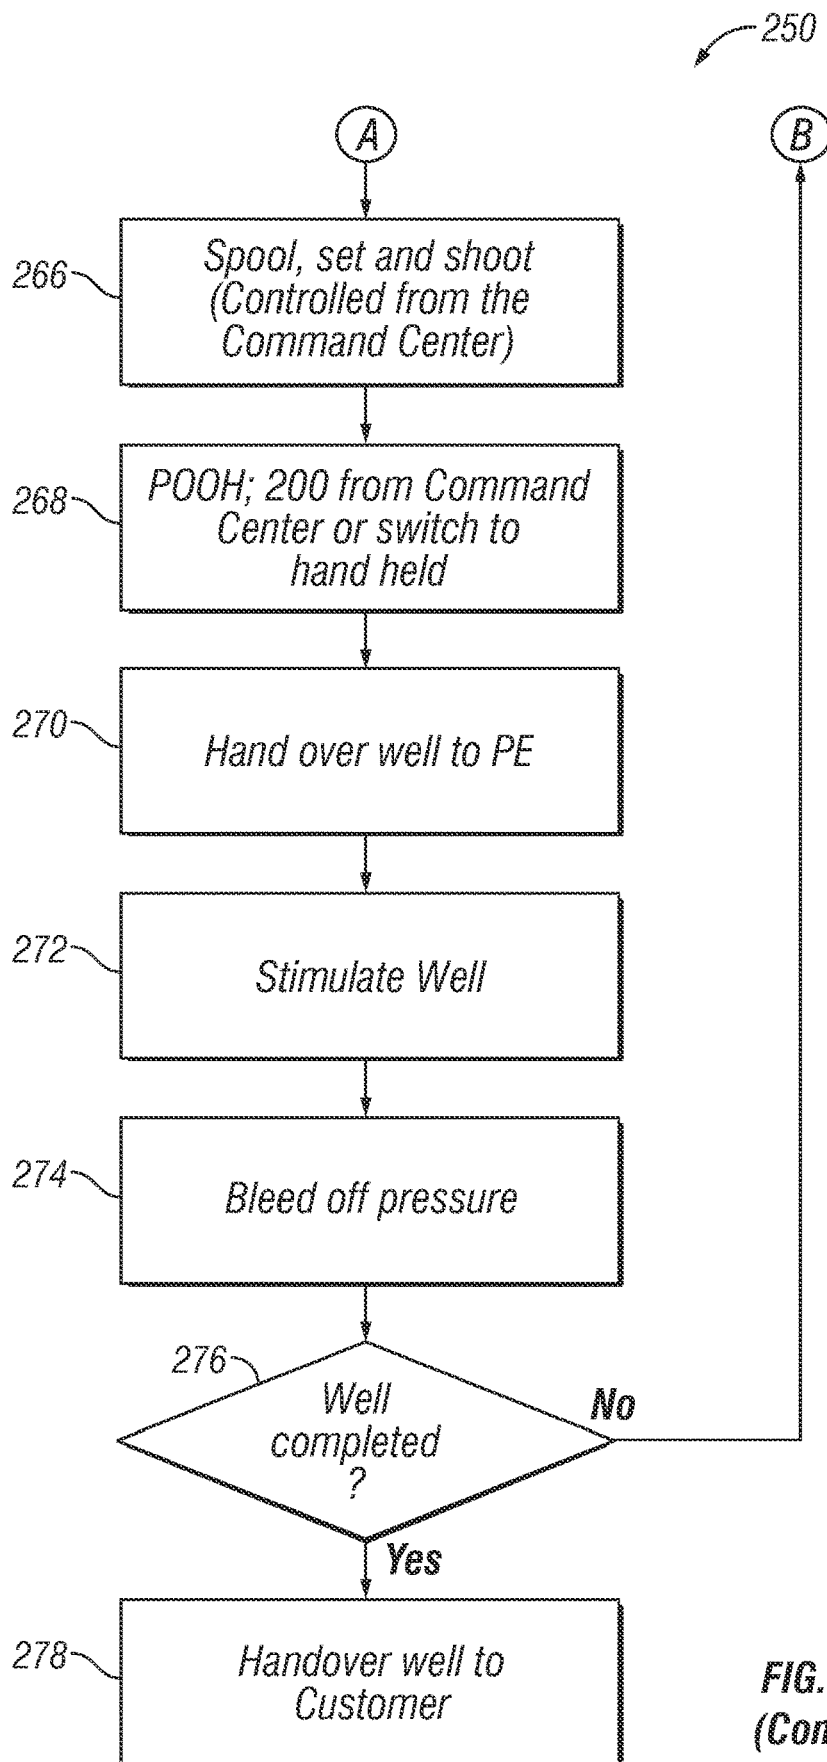 250
A
B
266
Spool, set and shoot
(Controlled from the
Command Center)
268
POOH; 200 from Command
Center or switch to
hand held
270
Hand over well to PE
272
Stimulate Well
274
Bleed off pressure
276
Well
completed
?
No
Yes
278
Handover well to
Customer
FIG.
(Con